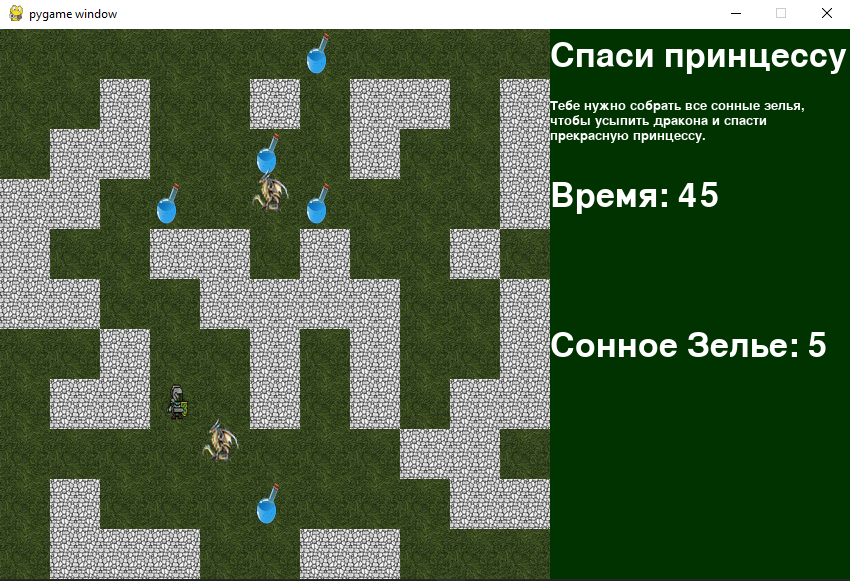 pygame window
Спаси принцессу
Тебе нужно собрать все сонные зелья,
чтобы усыпить дракона и спасти
прекрасную принцессу.
Время: 45
Сонное Зелье: 5